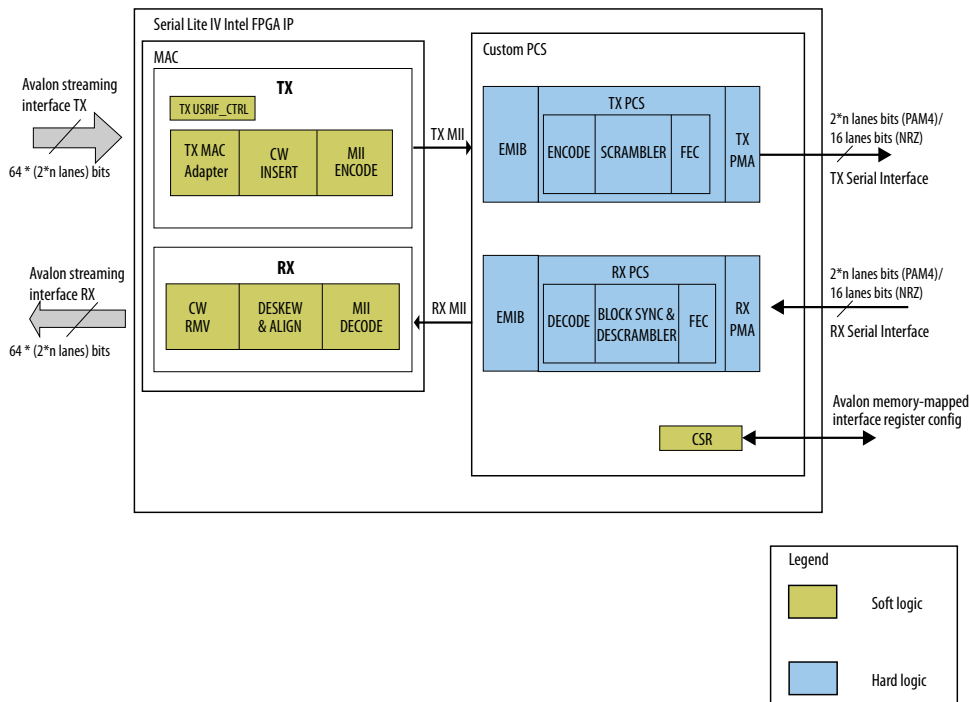 Serial Lite IV Intel FPGA IP
MAC
Custom PCS
Avalon streaming
interface TX
64 * (2*n lanes) bits
TX
TX USRIF_CTRL
TX MAC
Adapter
CW
INSERT
MII
ENCODE
TX MII
EMIB
TX PCS
ENCODE
SCRAMBLER
FEC
TX
PMA
2*n lanes bits (PAM4)/
16 lanes bits (NRZ)
TX Serial Interface
Avalon streaming
interface RX
64 * (2*n lanes) bits
RX
CW
RMV
DESKEW
& ALIGN
MII
DECODE
RX MII
EMIB
RX PCS
DECODE
BLOCK SYNC &
DESCRAMBLER
FEC
RX
PMA
2*n lanes bits (PAM4)/
16 lanes bits (NRZ)
RX Serial Interface
CSR
Avalon memory-mapped
interface register config
Legend
Soft logic
Hard logic